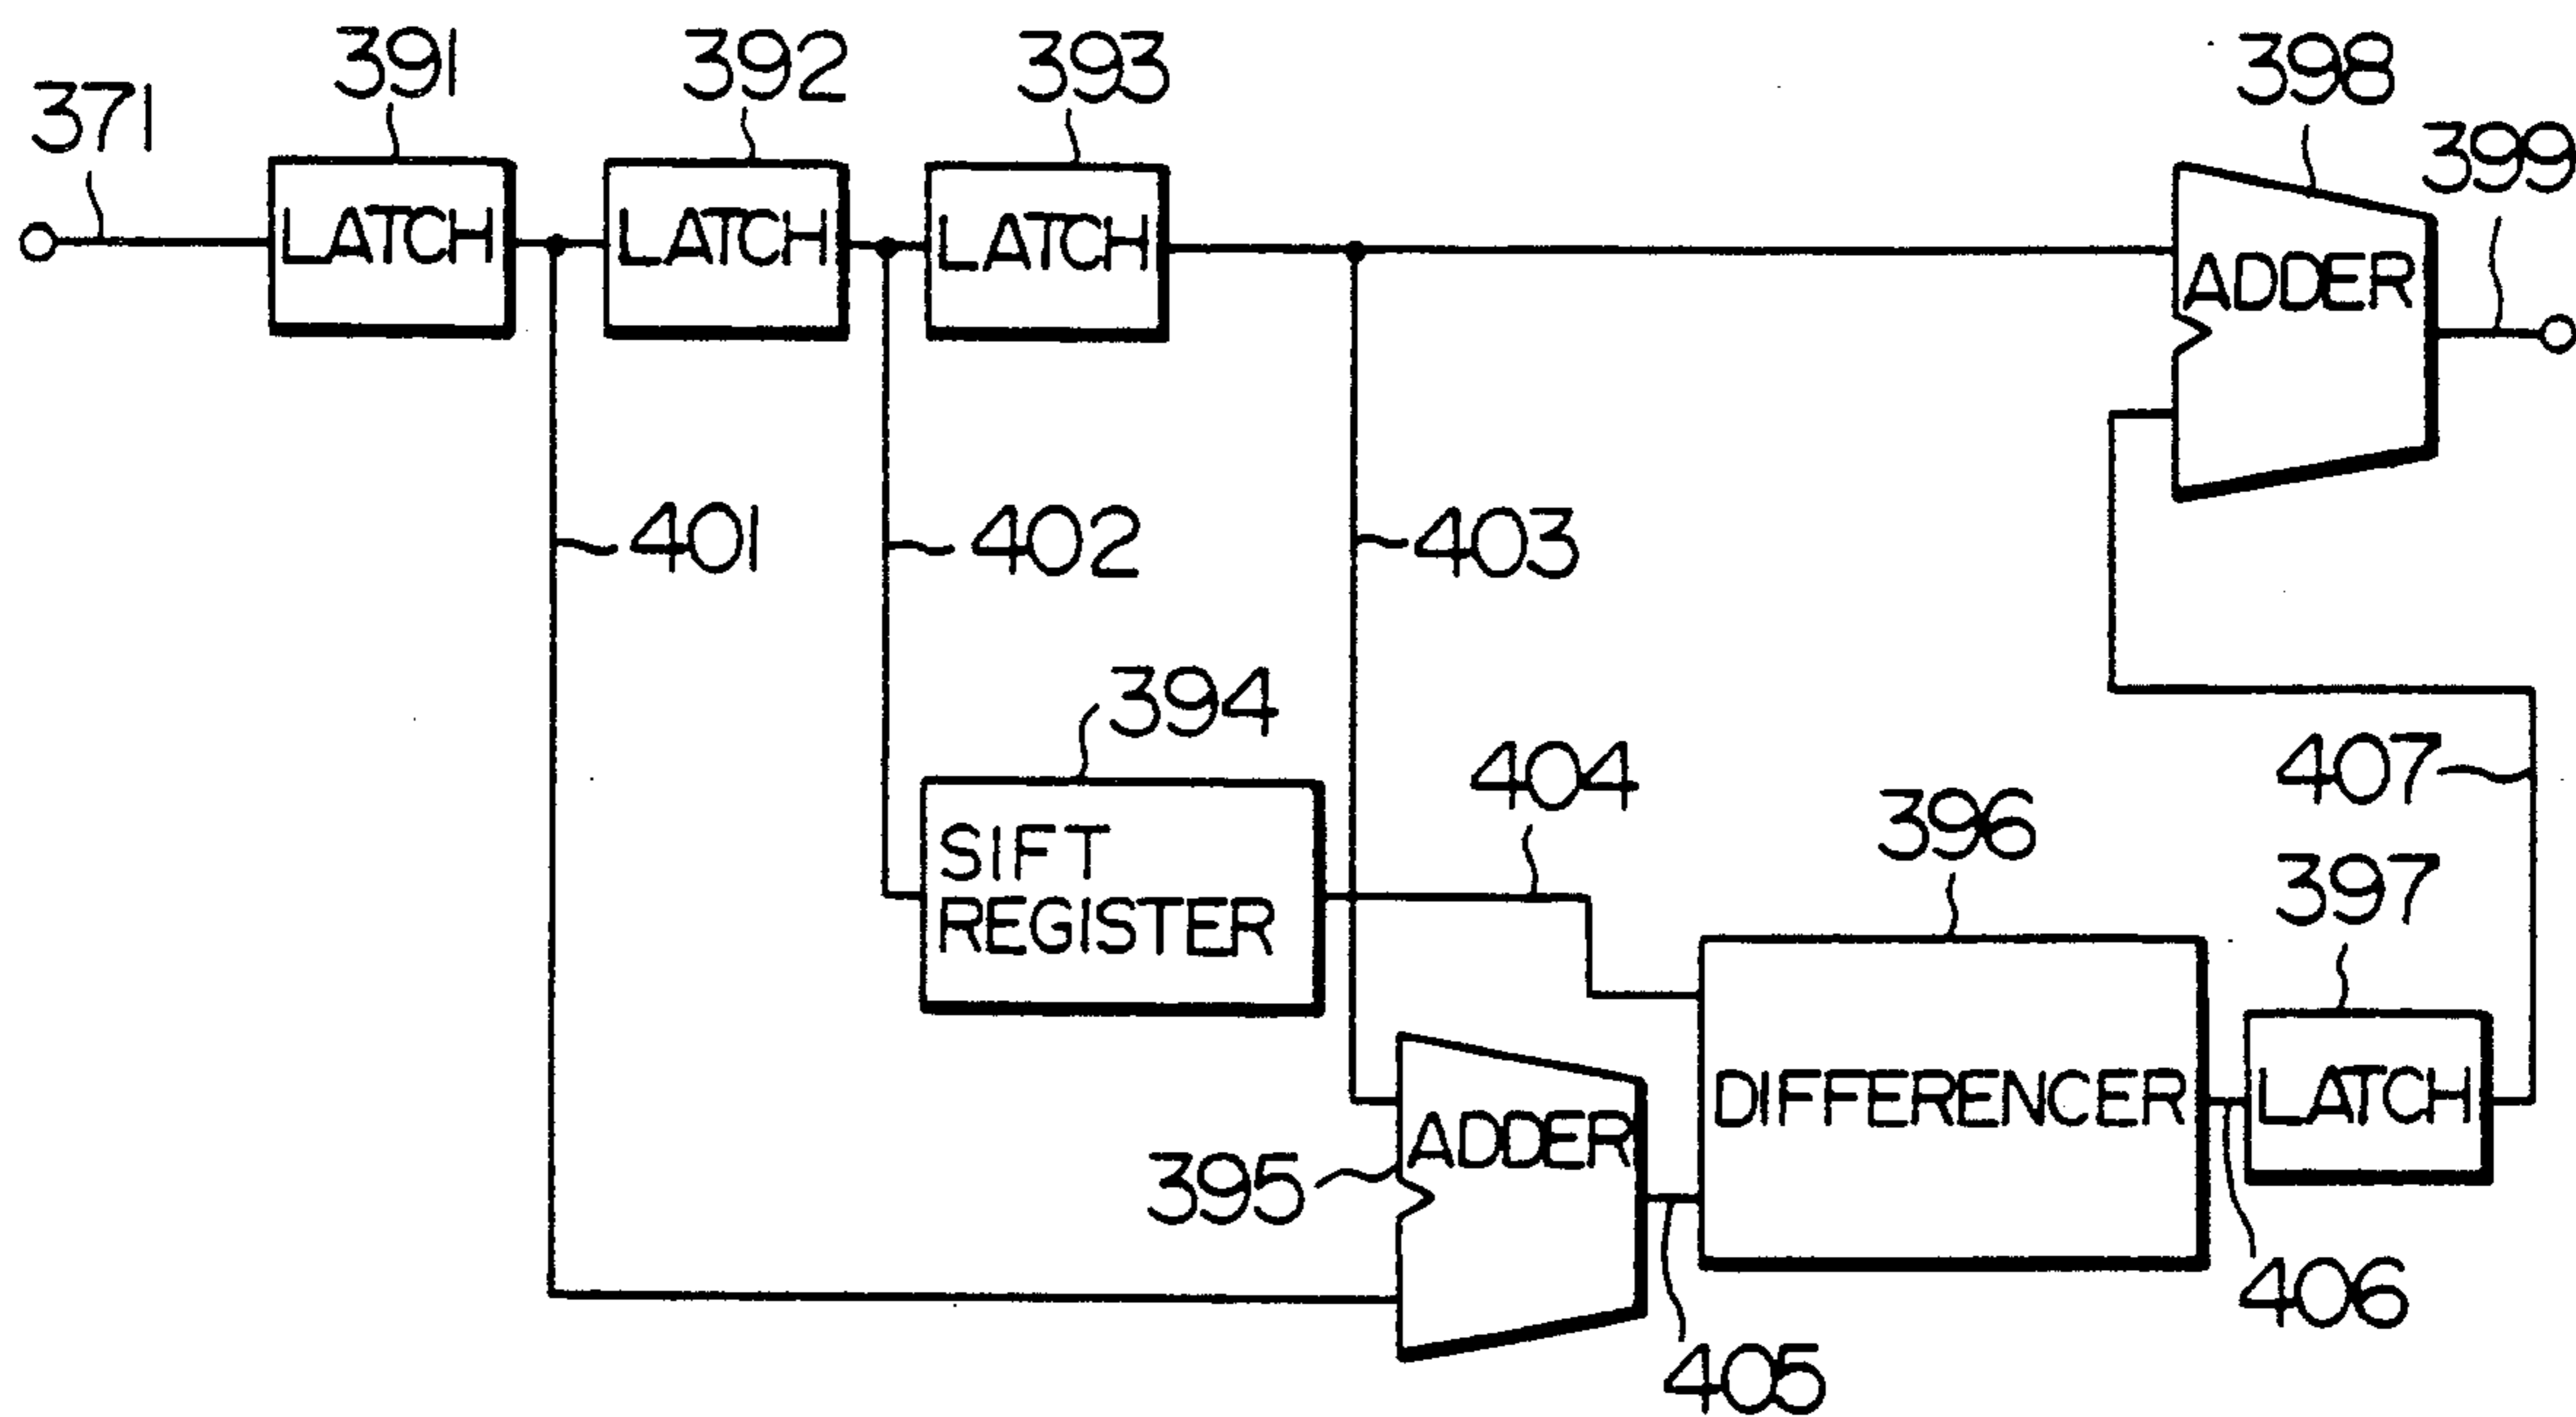 371
391
392
393
398
399
LATCH
LATCH
LATCH
ADDER
401
402
403
394
404
SIFT
REGISTER
396
407
397
395
ADDER
DIFFERENCER
LATCH
405
406